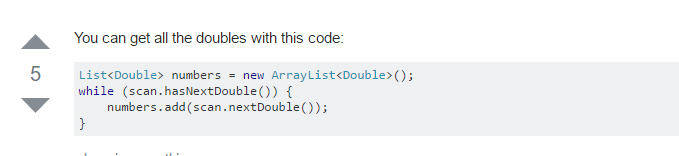 You can get all the doubles with this code:
5
List<Double> numbers = new ArrayList<Double>();
while (scan.hasNextDouble()) {
    numbers.add(scan.nextDouble());
}